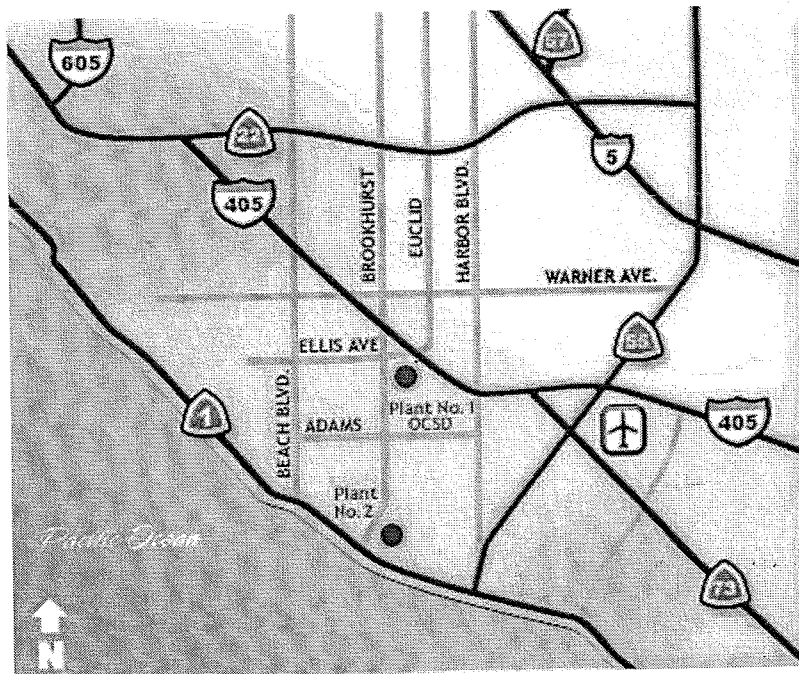 57
605
22
5
405
BROOKHURST
EUCLID
HARBOR BLVD.
WARNER AVE.
55
ELLIS AVE
BEACH BLVD.
Plant No. 1
OCSD
1
405
ADAMS
Plant
No. 2
Pacific Ocean
73
N